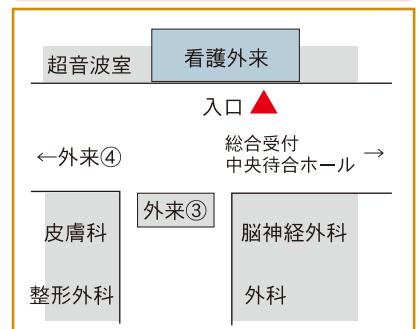 超音波室
看護外来
入口
←外来④
総合受付
中央待合ホール →
外来③
皮膚科
脳神経外科
整形外科
外科